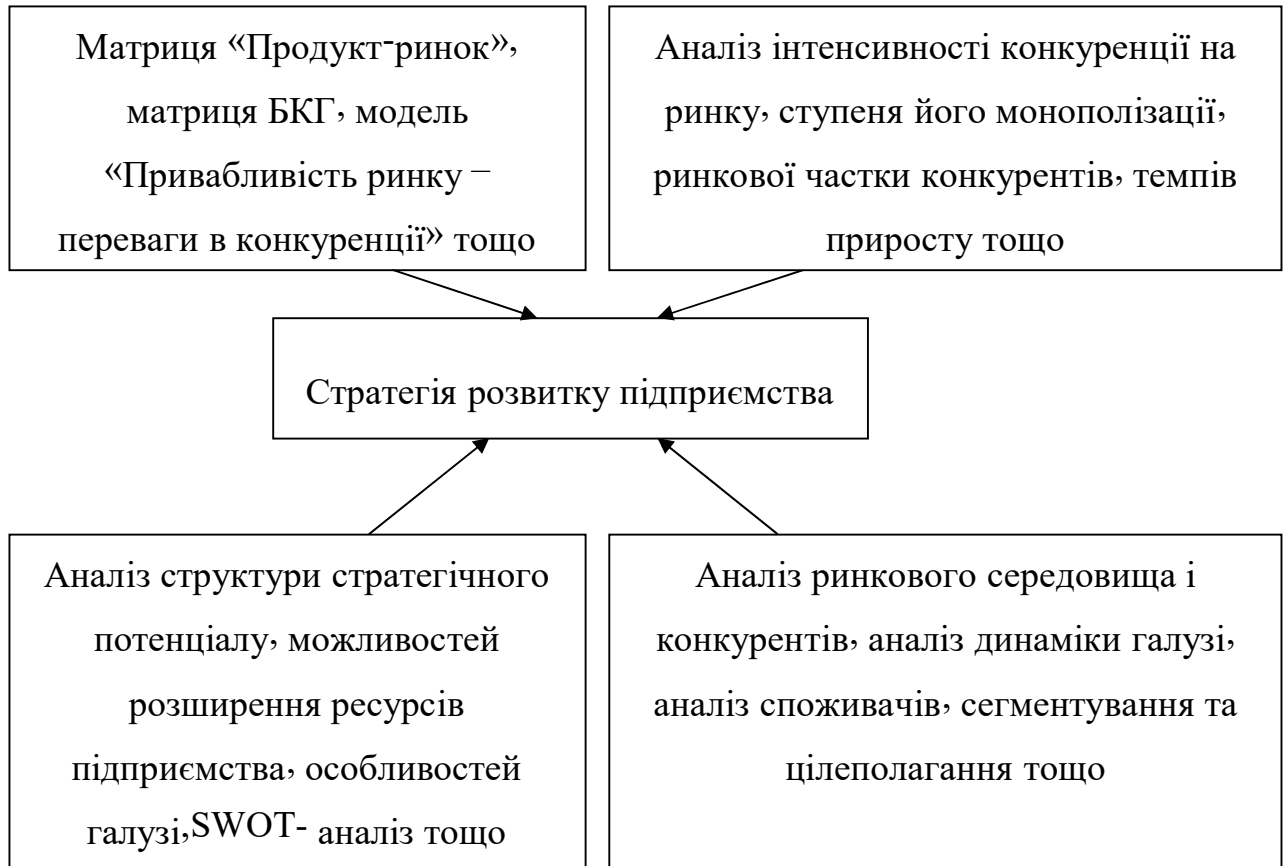 Матриця «Продукт-ринок»,
матриця БКГ, модель
«Привабливість ринку –
переваги в конкуренції» тощо
Аналіз інтенсивності конкуренції на
ринку, ступеня його монополізації,
ринкової частки конкурентів, темпів
приросту тощо
Стратегія розвитку підприємства
Аналіз структури стратегічного
потенціалу, можливостей
розширення ресурсів
підприємства, особливостей
галузі,SWOT- аналіз тощо
Аналіз ринкового середовища і
конкурентів, аналіз динаміки галузі,
аналіз споживачів, сегментування та
цілеполагання тощо